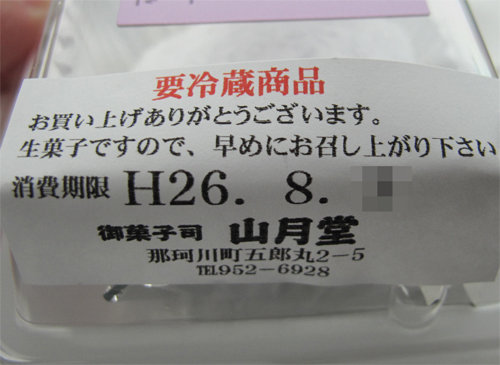 要冷蔵商品
お買い上げありがとうございます。
生菓子ですので、早めにお召し上がり下さい
消費期限 H26. 8.
御菓子司 山月堂
那珂川町五郎丸2-5
TEL952-6928